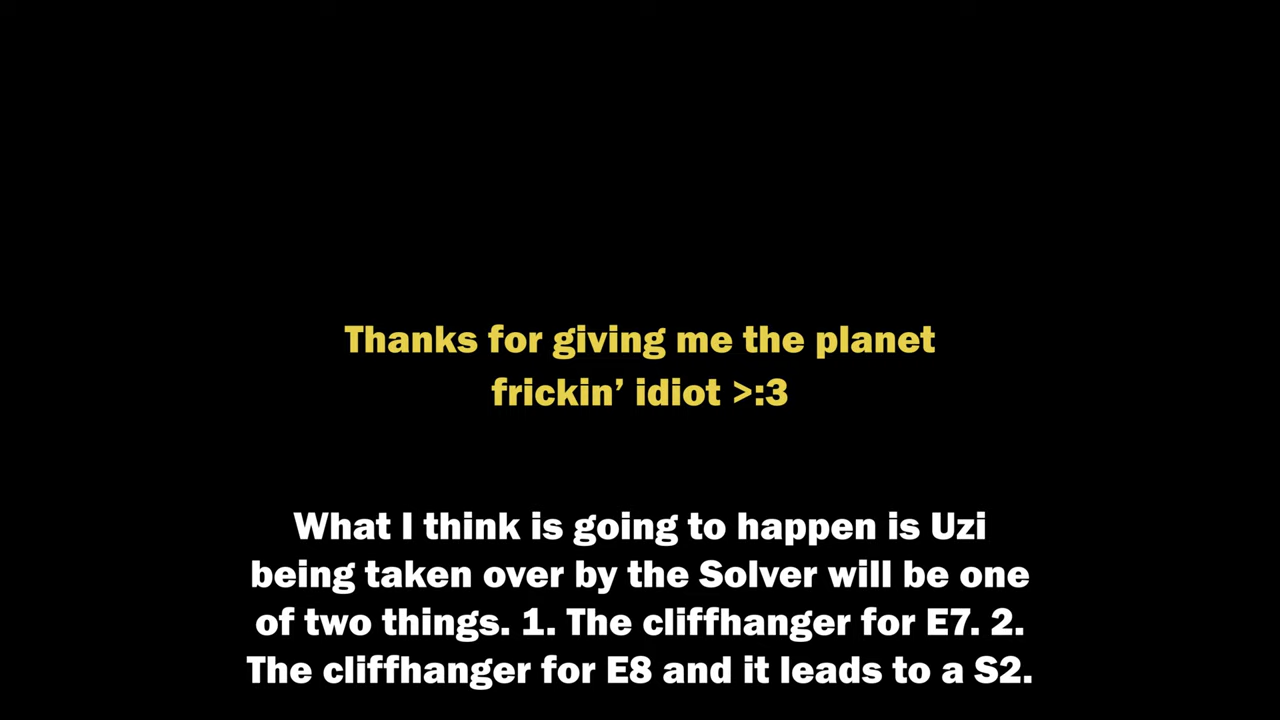 Thanks for giving me the planet
frickin’ idiot >:3
What I think is going to happen is Uzi
being taken over by the Solver will be one
of two things. 1. The cliffhanger for E7. 2.
The cliffhanger for E8 and it leads to a S2.